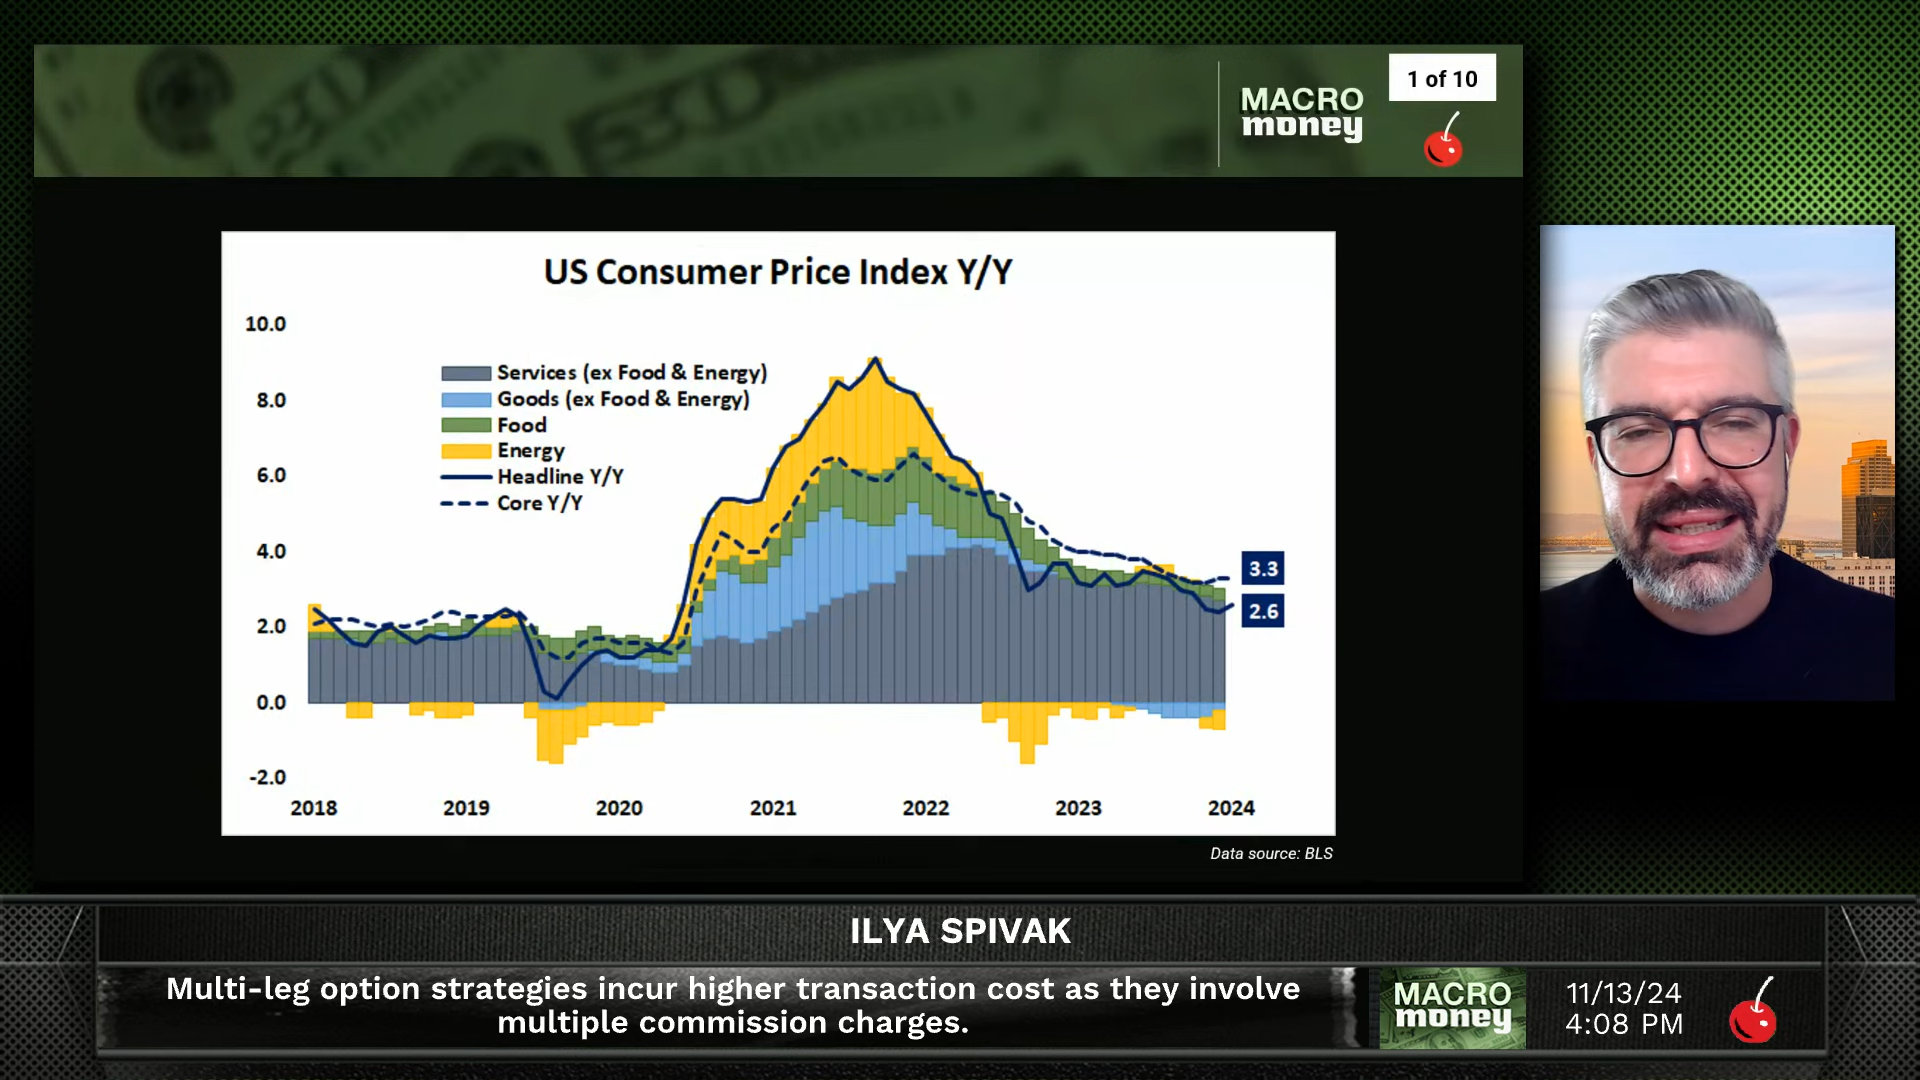 MACRO
money
1 of 10
US Consumer Price Index Y/Y
10.0
8.0
6.0
4.0
2.0
0.0
-2.0
Services (ex Food & Energy)
Goods (ex Food & Energy)
Food
Energy
Headline Y/Y
Core Y/Y
3.3
2.6
2018
2019
2020
2021
2022
2023
2024
Data source: BLS
ILYA SPIVAK
Multi-leg option strategies incur higher transaction cost as they involve
multiple commission charges.
MACRO
money
11/13/24
4:08 PM